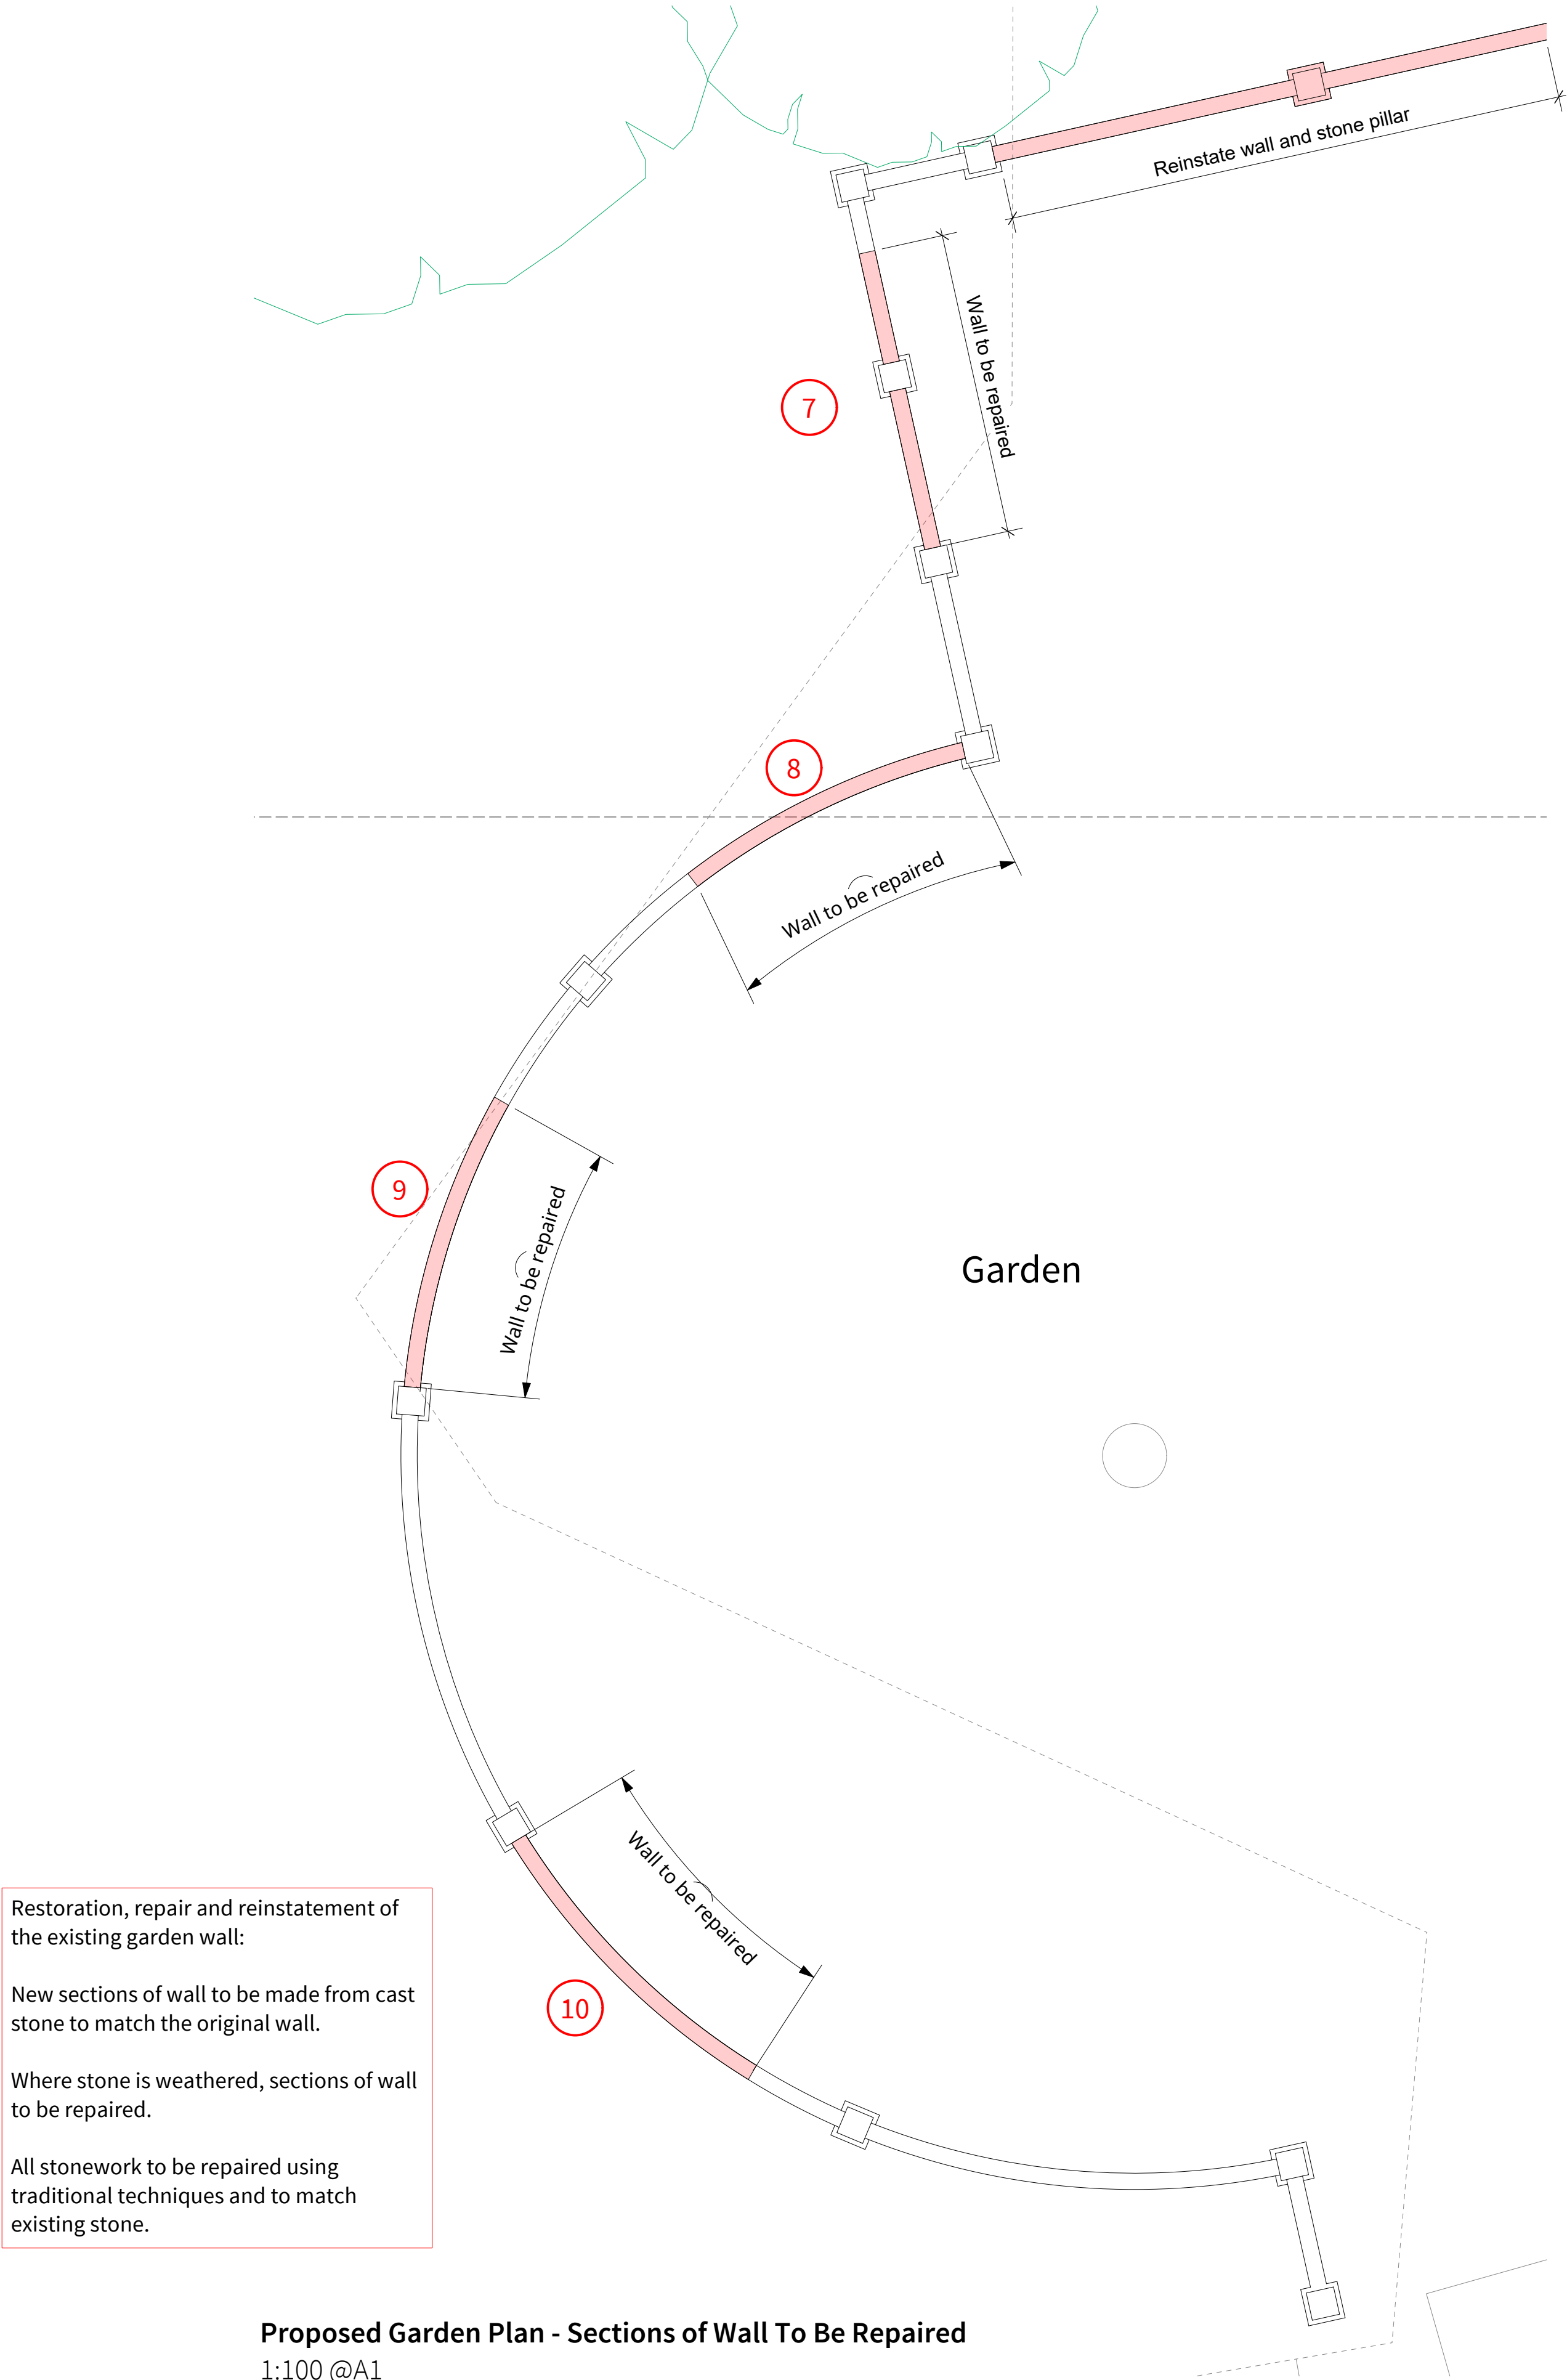 Reinstate wall and stone pillar
Wall to be repaired
7
8
Wall to be repaired
9
Wall to be repaired
Garden
Wall to be repaired
10
Restoration, repair and reinstatement of
the existing garden wall:
New sections of wall to be made from cast
stone to match the original wall.
Where stone is weathered, sections of wall
to be repaired.
All stonework to be repaired using
traditional techniques and to match
existing stone.
Proposed Garden Plan - Sections of Wall To Be Repaired
1:100 @A1